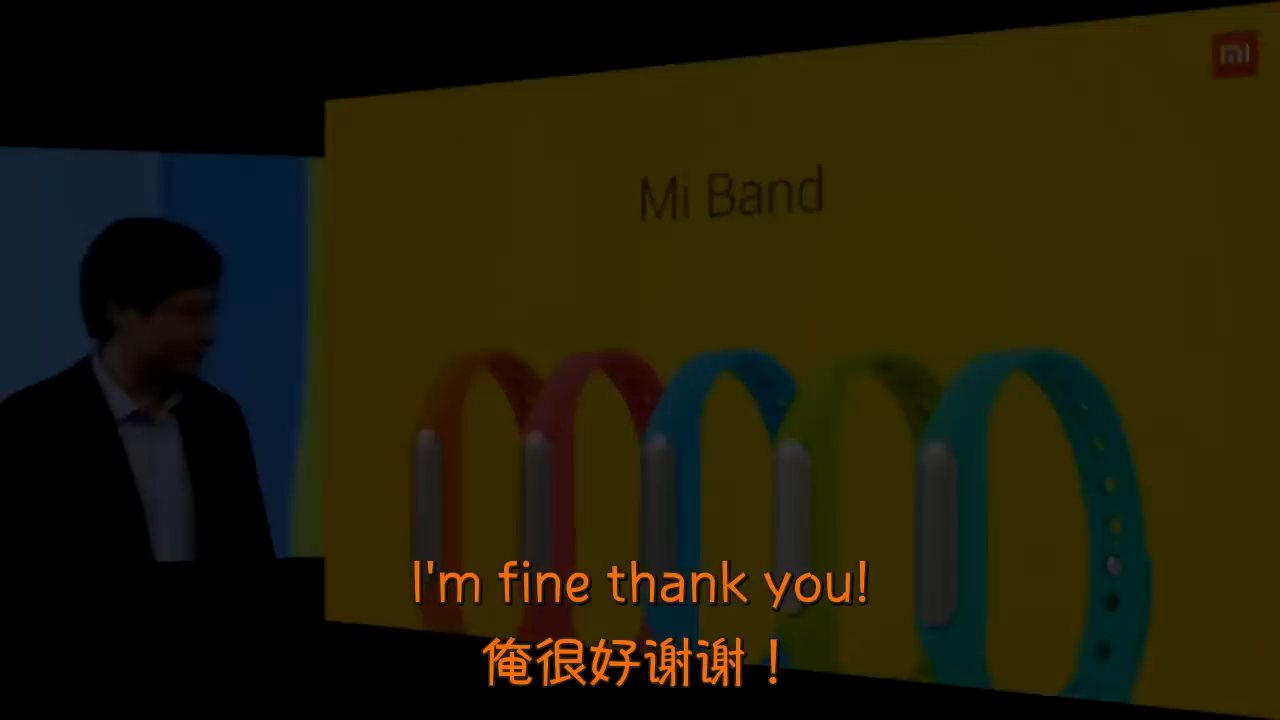 mi
Mi Band
I'm fine thank you!
俺很好谢谢！